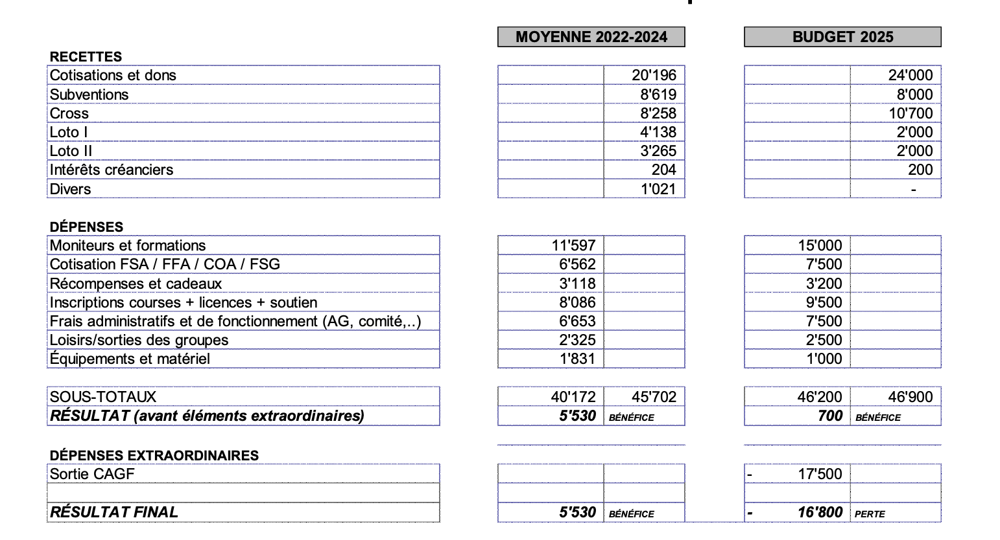 MOYENNE 2022-2024 BUDGET 2025
RECETTES
Cotisations et dons 20'196 24'000
Subventions 8'619 8'000
Cross 8'258 10'700
Loto I 4'138 2'000
Loto II 3'265 2'000
Intérêts créanciers 204 200
Divers 1'021 -
DÉPENSES
Moniteurs et formations 11'597 15'000
Cotisation FSA / FFA / COA / FSG 6'562 7'500
Récompenses et cadeaux 3'118 3'200
Inscriptions courses + licences + soutien 8'086 9'500
Frais administratifs et de fonctionnement (AG, comité,..) 6'653 7'500
Loisirs/sorties des groupes 2'325 2'500
Équipements et matériel 1'831 1'000
SOUS-TOTAUX 40'172 45'702 46'200 46'900
RÉSULTAT (avant éléments extraordinaires) 5'530 BÉNÉFICE 700 BÉNÉFICE
DÉPENSES EXTRAORDINAIRES
Sortie CAGF - 17'500
RÉSULTAT FINAL 5'530 BÉNÉFICE - 16'800 PERTE